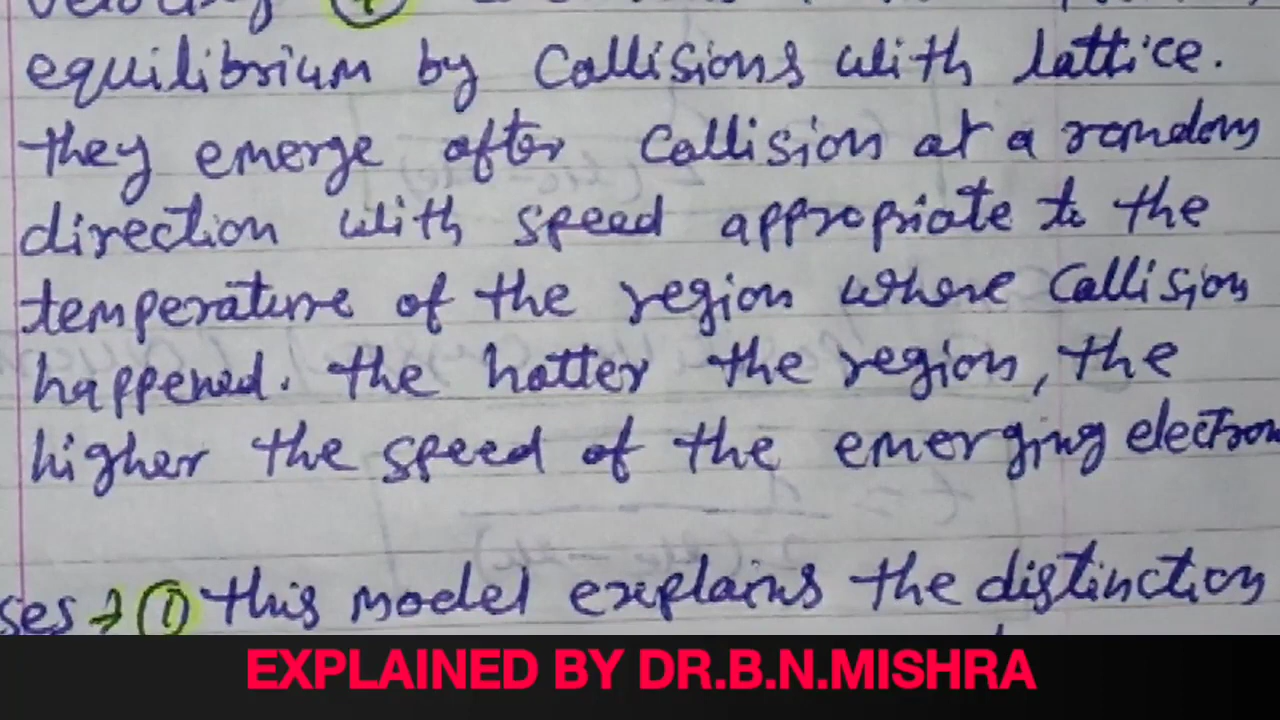 equilibrium by Collisions with lattice.
they emerge after Collision at a random
direction with speed appropriate to the
temperature of the region where Collision
happened. the hotter the region, the
higher the speed of the emerging electron
ses → ① this model explains the distinction
EXPLAINED BY DR.B.N.MISHRA